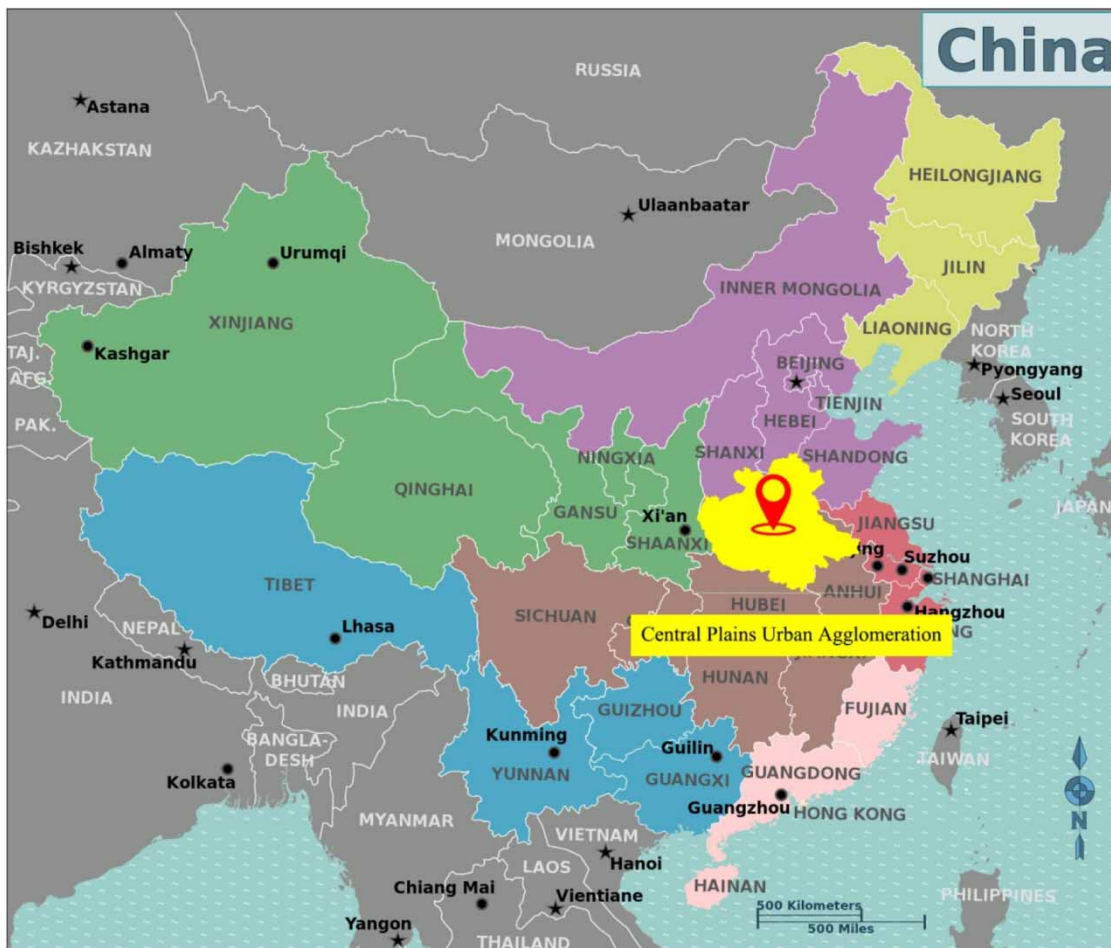 China
RUSSIA
Astana
KAZAKHSTAN
HEILONGJIANG
Ulaanbaatar
MONGOLIA
Bishkek
Almaty
Urumqi
KYRGYZSTAN
JILIN
INNER MONGOLIA
XINJIANG
LIAONING
NORTH
KOREA
Kashgar
TAJ.
AFG.
PAK.
BEIJING
Pyongyang
TIENJIN
Seoul
SOUTH
KOREA
HEBEI
SHANXI
SHANDONG
NINGXIA
QINGHAI
GANSU
Xi'an
SHAANXI
JIANGSU
JAPAN
Suzhou
SHANGHAI
ANHUI
TIBET
SICHUAN
HUBEI
Hangzhou
Delhi
NEPAL
Lhasa
Central Plains Urban Agglomeration
Kathmandu
BHUTAN
INDIA
INDIA
HUNAN
FUJIAN
GUIZHOU
Taipei
TAIWAN
BANGLA-
DESH
Kunming
YUNNAN
Guilin
GUANGXI
GUANGDONG
Kolkata
Guangzhou
HONG KONG
MYANMAR
VIETNAM
Hanoi
LAOS
N
HAINAN
Chiang Mai
Vientiane
PHILIPPINES
500 Kilometers
500 Miles
Yangon
THAILAND